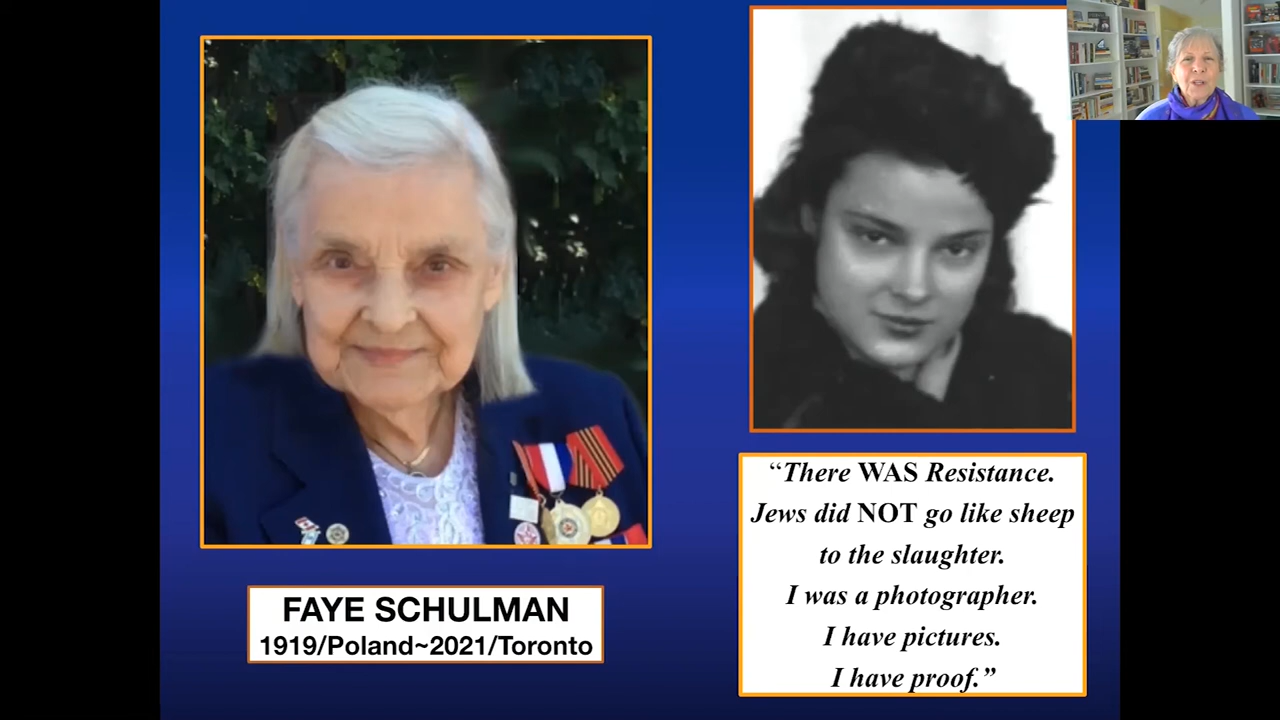 FAYE SCHULMAN
1919/Poland~2021/Toronto
“There WAS Resistance.
Jews did NOT go like sheep
to the slaughter.
I was a photographer.
I have pictures.
I have proof.”